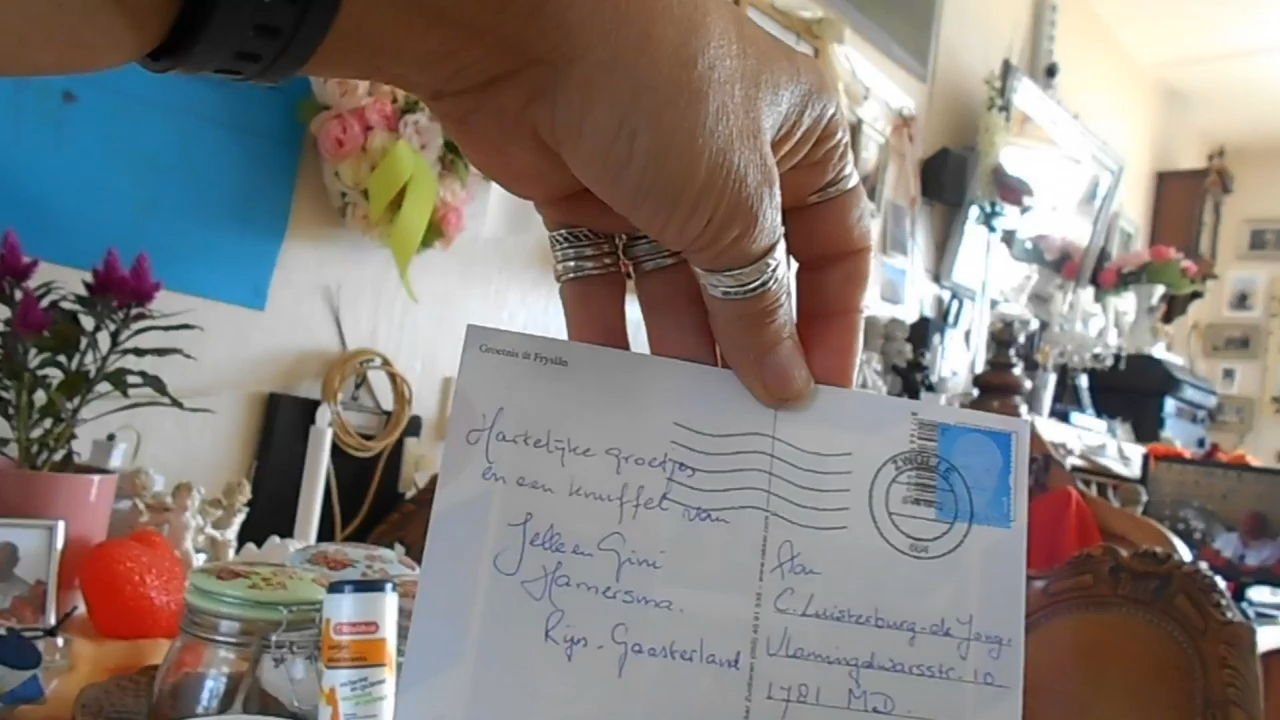 Groetnis út Fryslân
Hartelijke groetjes
en een knuffel van
Jelle en Gini
Hamersma.
Rijs - Gaasterland
ZWOLLE
Aan
C. Luisterburg-de Jong.
Vlamingdwarsstr. 10
1781 MD.